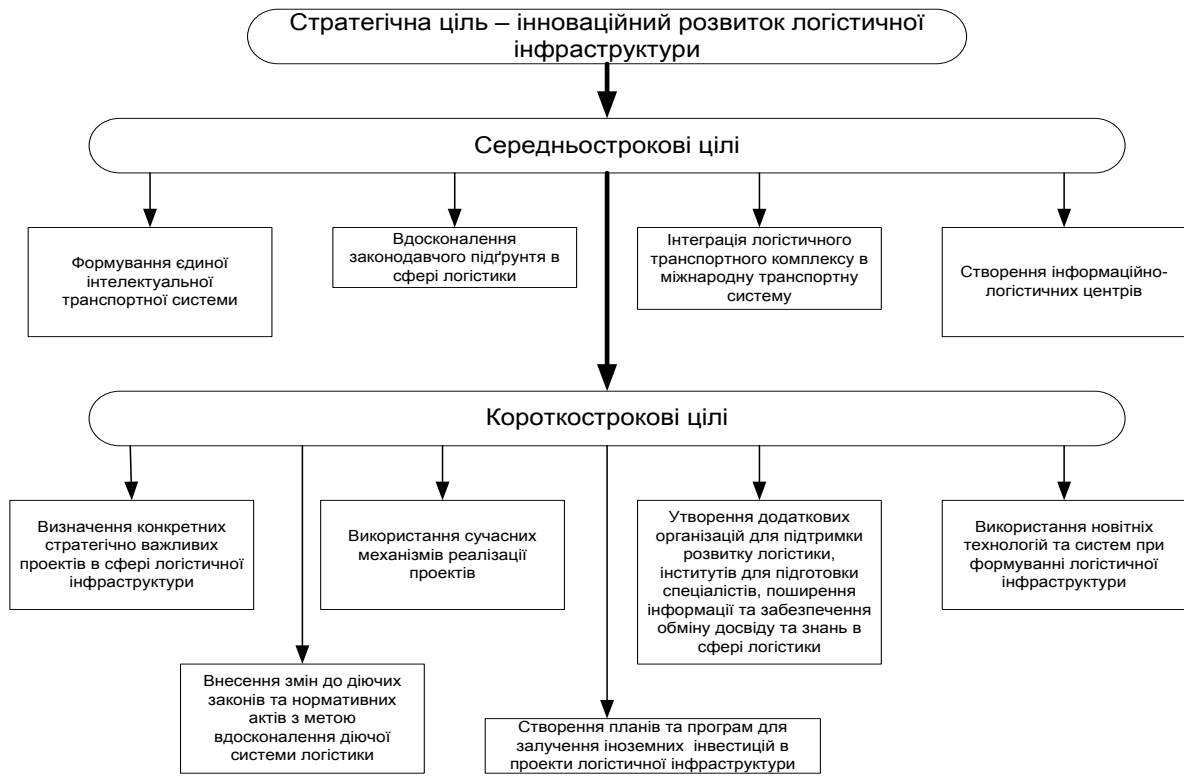 Стратегічна ціль – інноваційний розвиток логістичної
інфраструктури
Середньострокові цілі
Формування єдиної
інтелектуальної
транспортної системи
Вдосконалення
законодавчого підґрунтя в
сфері логістики
Інтеграція логістичного
транспортного комплексу в
міжнародну транспортну
систему
Створення інформаційно-
логістичних центрів
Короткострокові цілі
Визначення конкретних
стратегічно важливих
проектів в сфері логістичної
інфраструктури
Використання сучасних
механізмів реалізації
проектів
Утворення додаткових
організацій для підтримки
розвитку логістики,
інститутів для підготовки
спеціалістів, поширення
інформації та забезпечення
обміну досвіду та знань в
сфері логістики
Використання новітніх
технологій та систем при
формуванні логістичної
інфраструктури
Внесення змін до діючих
законів та нормативних
актів з метою
вдосконалення діючої
системи логістики
Створення планів та програм для
залучення іноземних інвестицій в
проекти логістичної інфраструктури